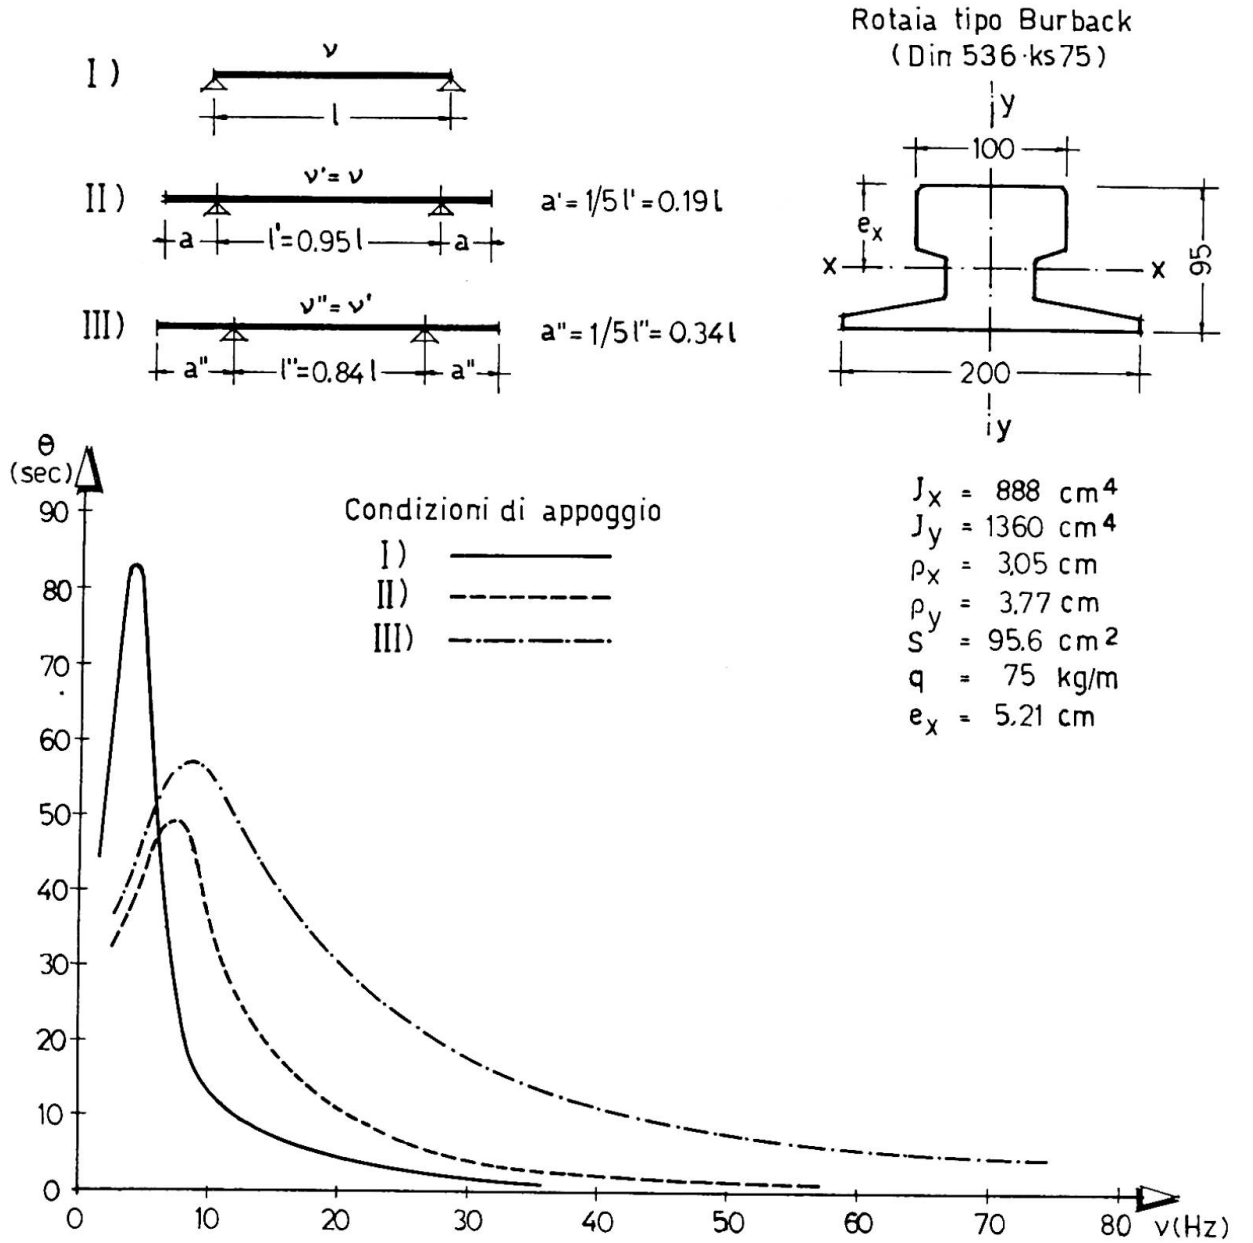 Rotaia tipo Burback
(Din 536·ks75)
I)
ν
l
II)
ν'= ν
a
l'=0.95 l
a
a'= 1/5 l'= 0.19 l
III)
ν''= ν'
a''
l''=0.84 l
a''
a''= 1/5 l''= 0.34 l
y
100
e_x
x
x
95
200
y
θ
(sec)
Condizioni di appoggio
I)
II)
III)
J_x = 888 cm⁴
J_y = 1360 cm⁴
ρ_x = 3,05 cm
ρ_y = 3,77 cm
S = 95.6 cm²
q = 75 kg/m
e_x = 5,21 cm
90
80
70
60
50
40
30
20
10
0
0 10 20 30 40 50 60 70 80 ν(Hz)